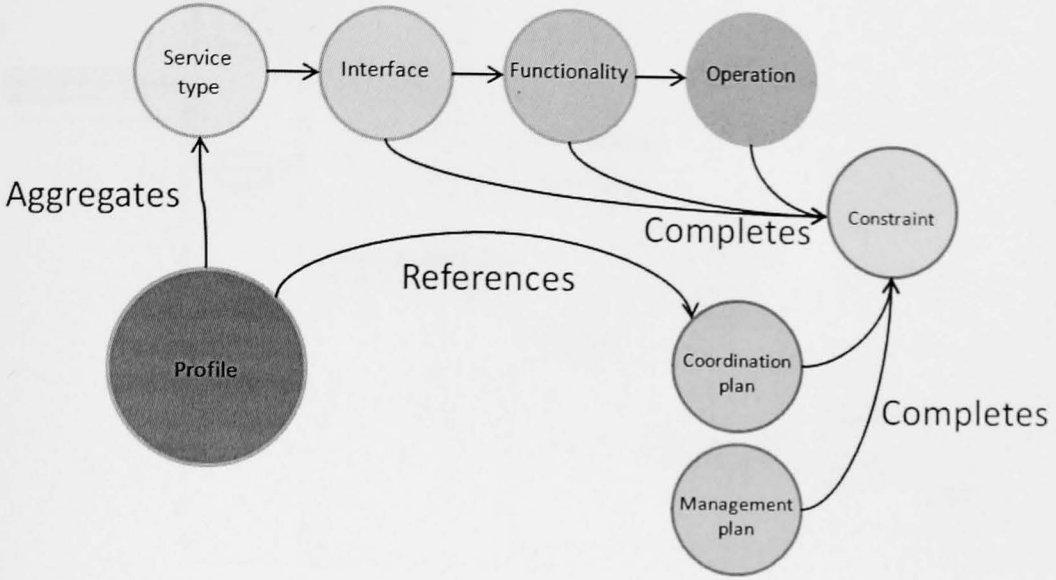 Service
type
Interface
Functionality
Operation
Aggregates
Constraint
Completes
References
Profile
Coordination
plan
Completes
Management
plan